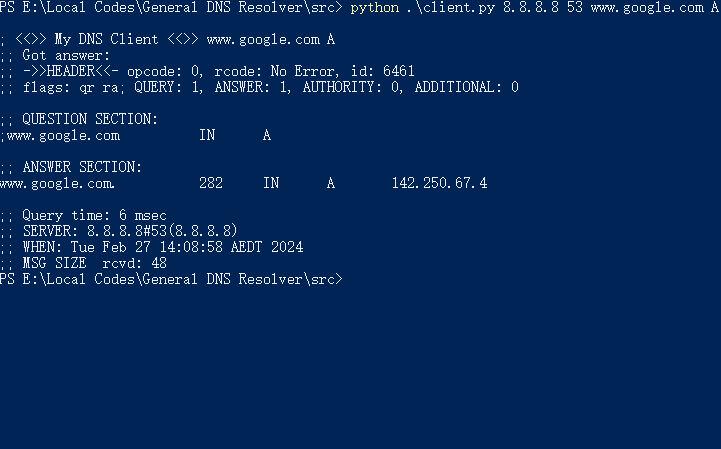 PS E:\Local Codes\General DNS Resolver\src> python .\client.py 8.8.8.8 53 www.google.com A
; <<>> My DNS Client <<>> www.google.com A
;; Got answer:
;; ->>HEADER<<- opcode: 0, rcode: No Error, id: 6461
;; flags: qr ra; QUERY: 1, ANSWER: 1, AUTHORITY: 0, ADDITIONAL: 0
;; QUESTION SECTION:
;www.google.com IN A
;; ANSWER SECTION:
www.google.com. 282 IN A 142.250.67.4
;; Query time: 6 msec
;; SERVER: 8.8.8.8#53(8.8.8.8)
;; WHEN: Tue Feb 27 14:08:58 AEDT 2024
;; MSG SIZE rcvd: 48
PS E:\Local Codes\General DNS Resolver\src>